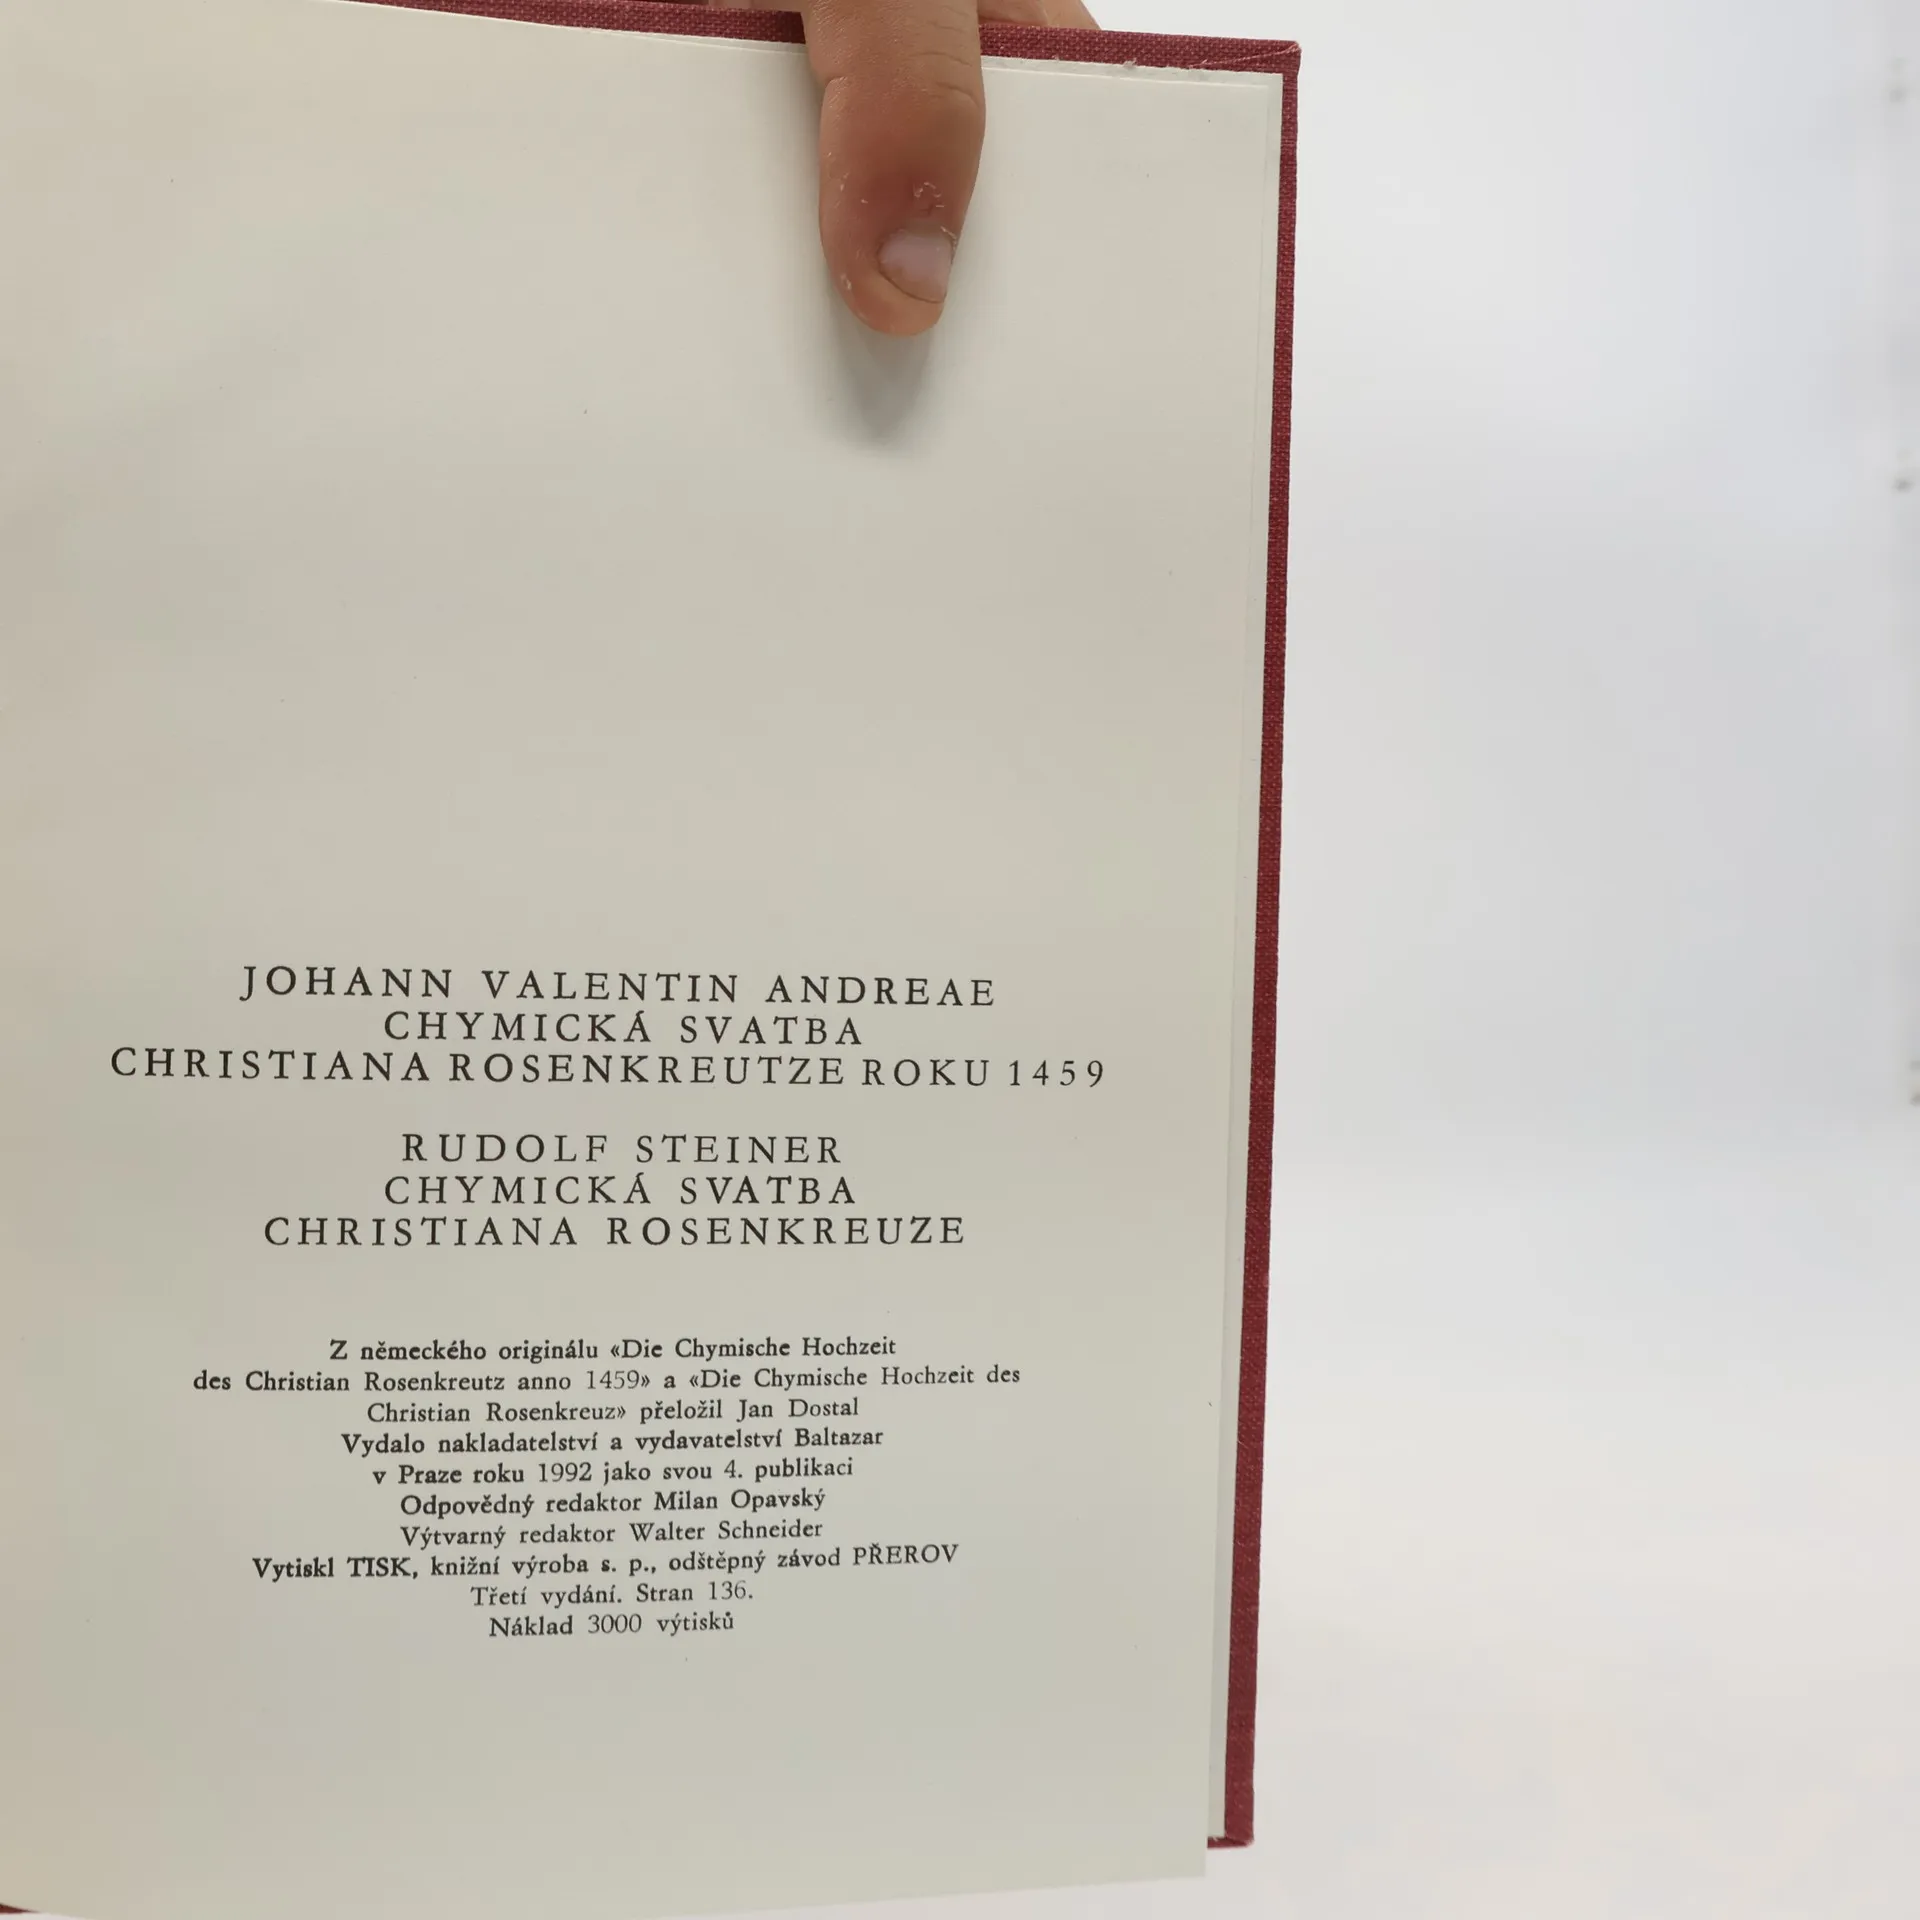 JOHANN VALENTIN ANDREAE
CHYMICKÁ SVATBA
CHRISTIANA ROSENKREUTZE ROKU 1459
RUDOLF STEINER
CHYMICKÁ SVATBA
CHRISTIANA ROSENKREUZE
Z německého originálu «Die Chymische Hochzeit
des Christian Rosenkreutz anno 1459» a «Die Chymische Hochzeit des
Christian Rosenkreuz» přeložil Jan Dostal
Vydalo nakladatelství a vydavatelství Baltazar
v Praze roku 1992 jako svou 4. publikaci
Odpovědný redaktor Milan Opavský
Výtvarný redaktor Walter Schneider
Vytiskl TISK, knižní výroba s. p., odštěpný závod PŘEROV
Třetí vydání. Stran 136.
Náklad 3000 výtisků